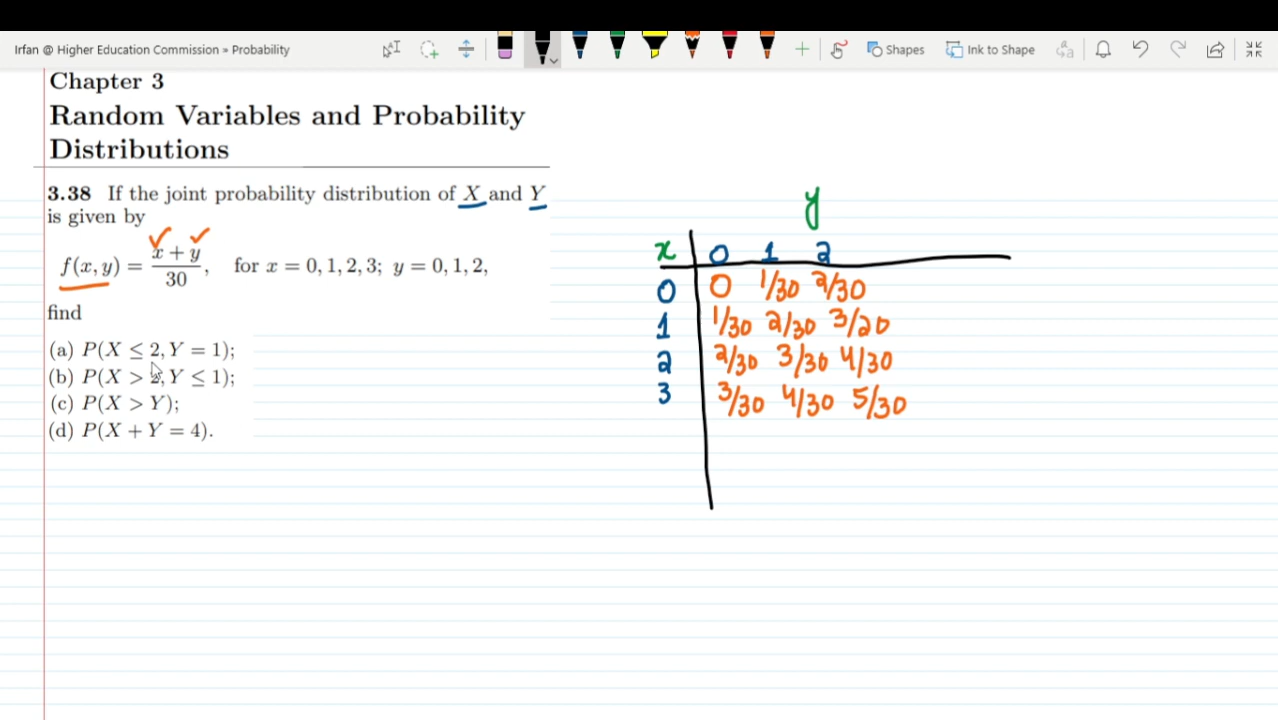 Irfan @ Higher Education Commission » Probability
Shapes
Ink to Shape
Chapter 3
Random Variables and Probability
Distributions
3.38 If the joint probability distribution of X and Y
is given by
f(x, y) = (x + y)/30, for x = 0, 1, 2, 3; y = 0, 1, 2,
find
(a) P(X ≤ 2, Y = 1);
(b) P(X > 2, Y ≤ 1);
(c) P(X > Y);
(d) P(X + Y = 4).
y
x 0 1 2
0 0 1/30 2/30
1 1/30 2/30 3/20
2 2/30 3/30 4/30
3 3/30 4/30 5/30